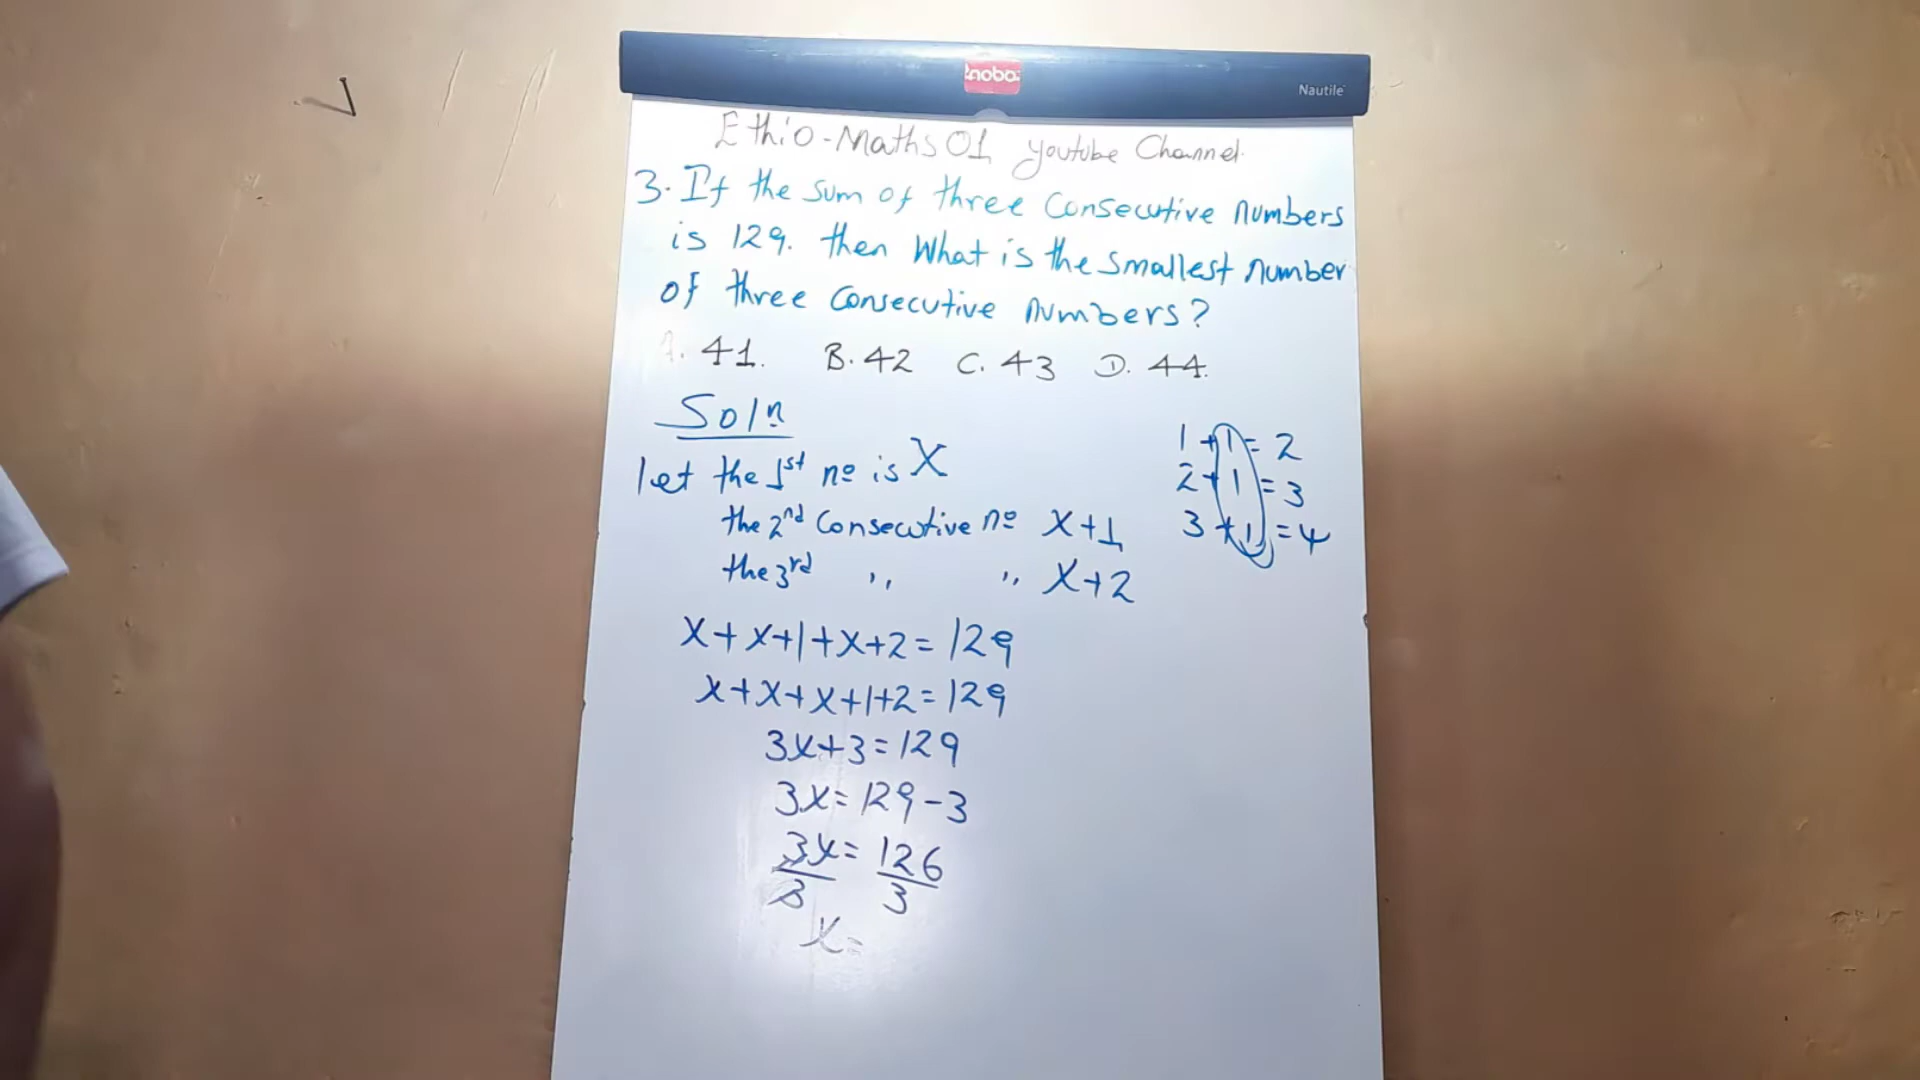 nobo
Nautile
Ethio-Maths 01 youtube Channel
3. If the sum of three consecutive numbers
is 129. then What is the smallest number
of three consecutive numbers?
A. 41. B. 42 C. 43 D. 44.
Soln
let the 1st no is X
the 2nd Consecutive no X+1
the 3rd ,, ,, X+2
1+1=2
2+1=3
3+1=4
X+X+1+X+2=129
X+X+X+1+2=129
3X+3=129
3X=129-3
3X/3=126/3
X=